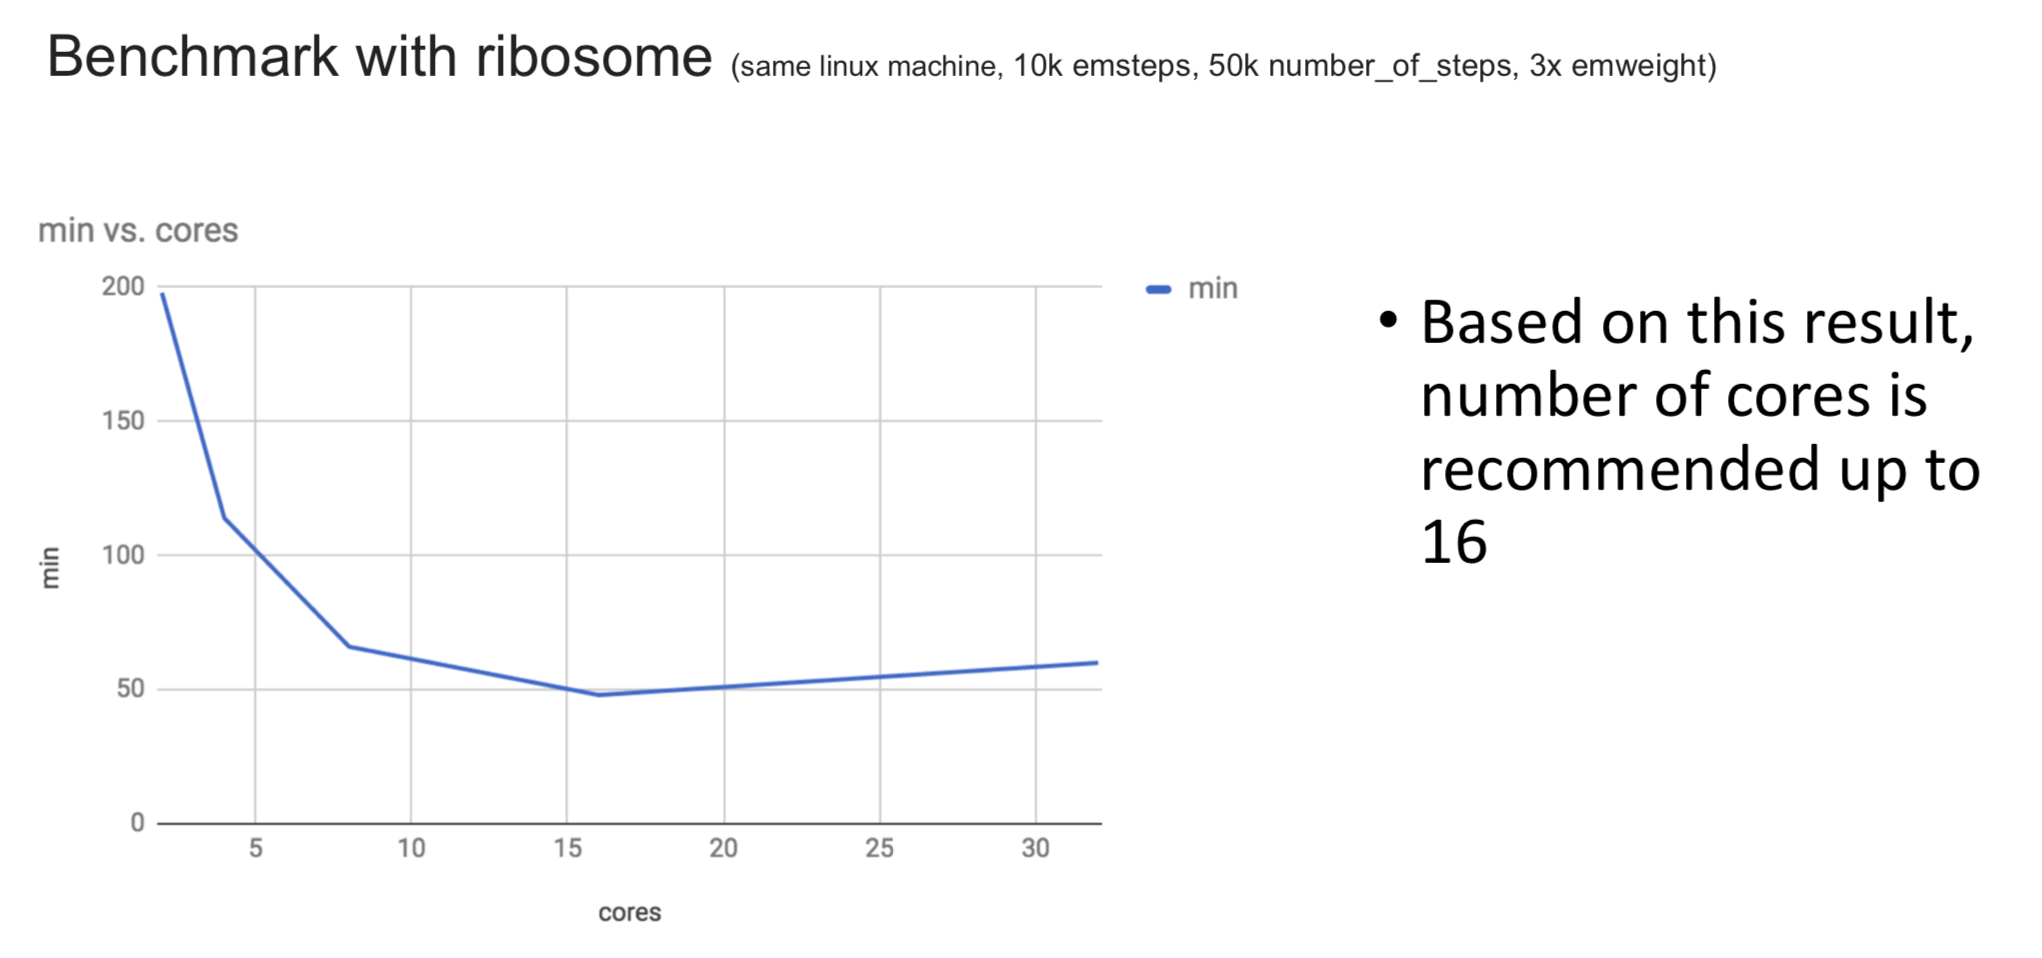 Benchmark with ribosome (same linux machine, 10k emsteps, 50k number_of_steps, 3x emweight)
min vs. cores
200
150
100
50
0
min
5 10 15 20 25 30
cores
min
• Based on this result,
number of cores is
recommended up to
16